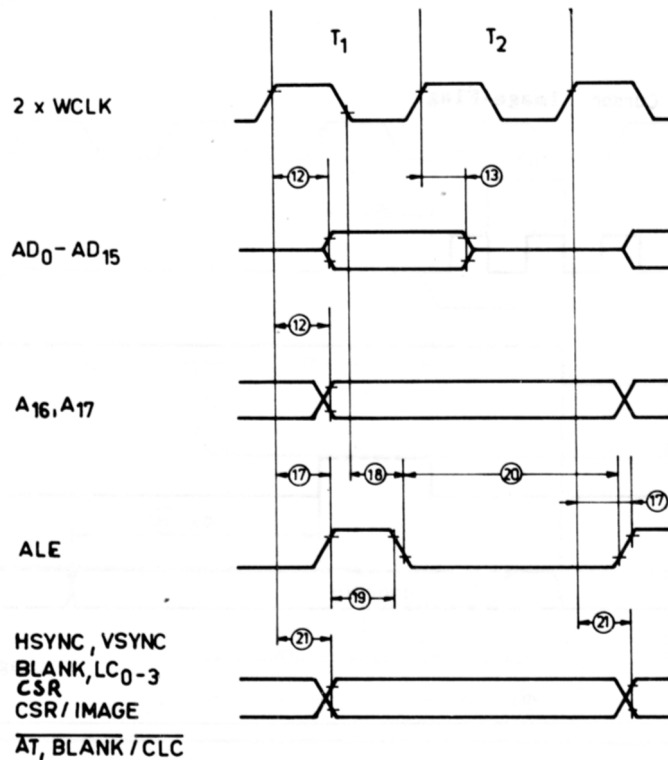 T1 T2
2 x WCLK
12 13
AD0-AD15
12
A16, A17
17 18 20 17
ALE
19
21 21
HSYNC, VSYNC
BLANK, LC0-3
CSR
CSR/IMAGE
AT, BLANK/CLC